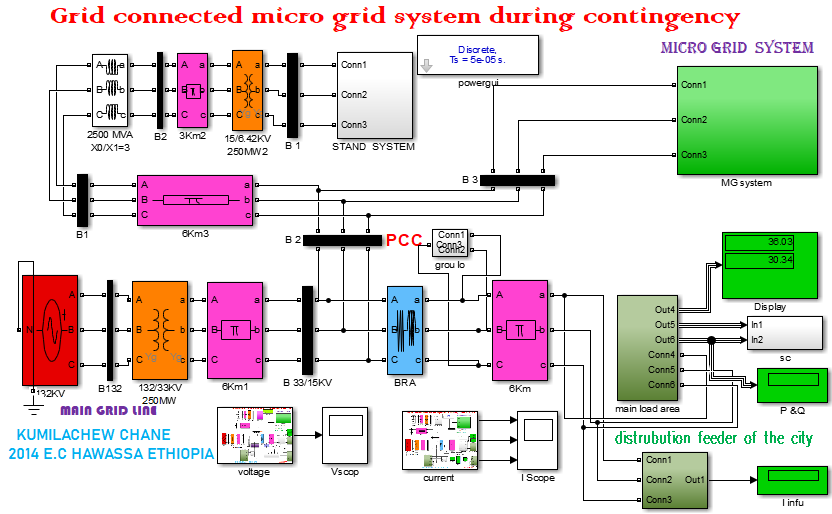 Grid connected micro grid system during contingency
Discrete,
Ts = 5e-05 s.
powergui
MICRO GRID SYSTEM
A
B
C
2500 MVA
X0/X1=3
B2
A a
B b
C c
3Km2
A a
B b
C c
15/6.42KV
250MW2
B 1
Conn1
Conn2
Conn3
STAND SYSTEM
Conn1
Conn2
Conn3
MG system
B 3
B1
A a
B b
C c
6Km3
B 2
PCC
Conn1
Conn3
Conn2
grou lo
N
A
B
C
132KV
B132
A a
B b
C c
Yg Yg
132/33KV
250MW
A a
B b
C c
6Km1
B 33/15KV
A a
B b
C c
BRA
A a
B b
C c
6Km
36.03
30.34
Display
Out4
Out5
Out6
Conn4
Conn5
Conn6
main load area
In1
In2
sc
P &Q
MAIN GRID LINE
KUMILACHEW CHANE
2014 E.C HAWASSA ETHIOPIA
voltage
Vscop
current
I Scope
distrubution feeder of the city
Conn1
Conn2
Conn3
Out1
I infu